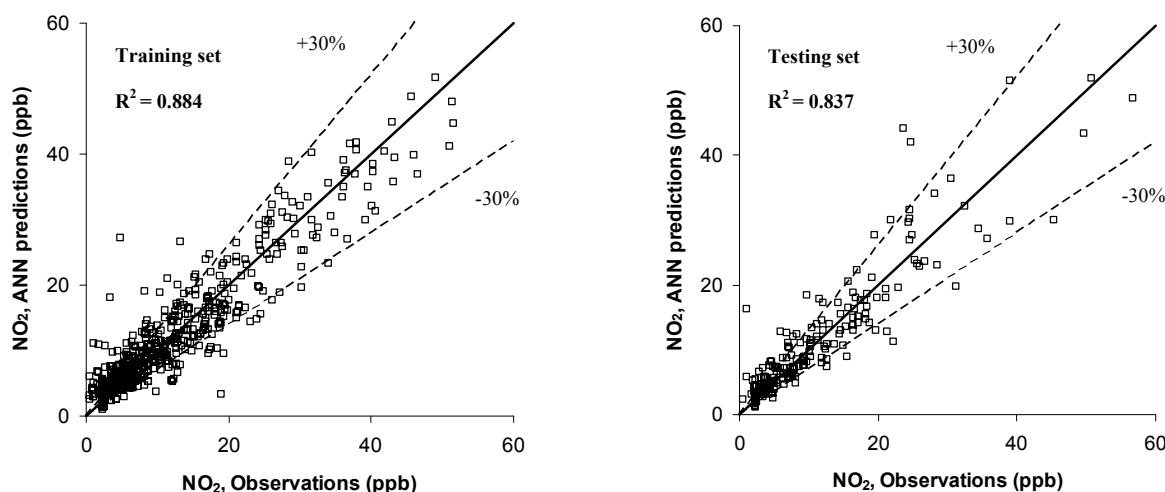 60
40
20
0
NO₂, ANN predictions (ppb)
Training set
R² = 0.884
+30%
-30%
0 20 40 60
NO₂, Observations (ppb)
60
40
20
0
NO₂, ANN predictions (ppb)
Testing set
R² = 0.837
+30%
-30%
0 20 40 60
NO₂, Observations (ppb)